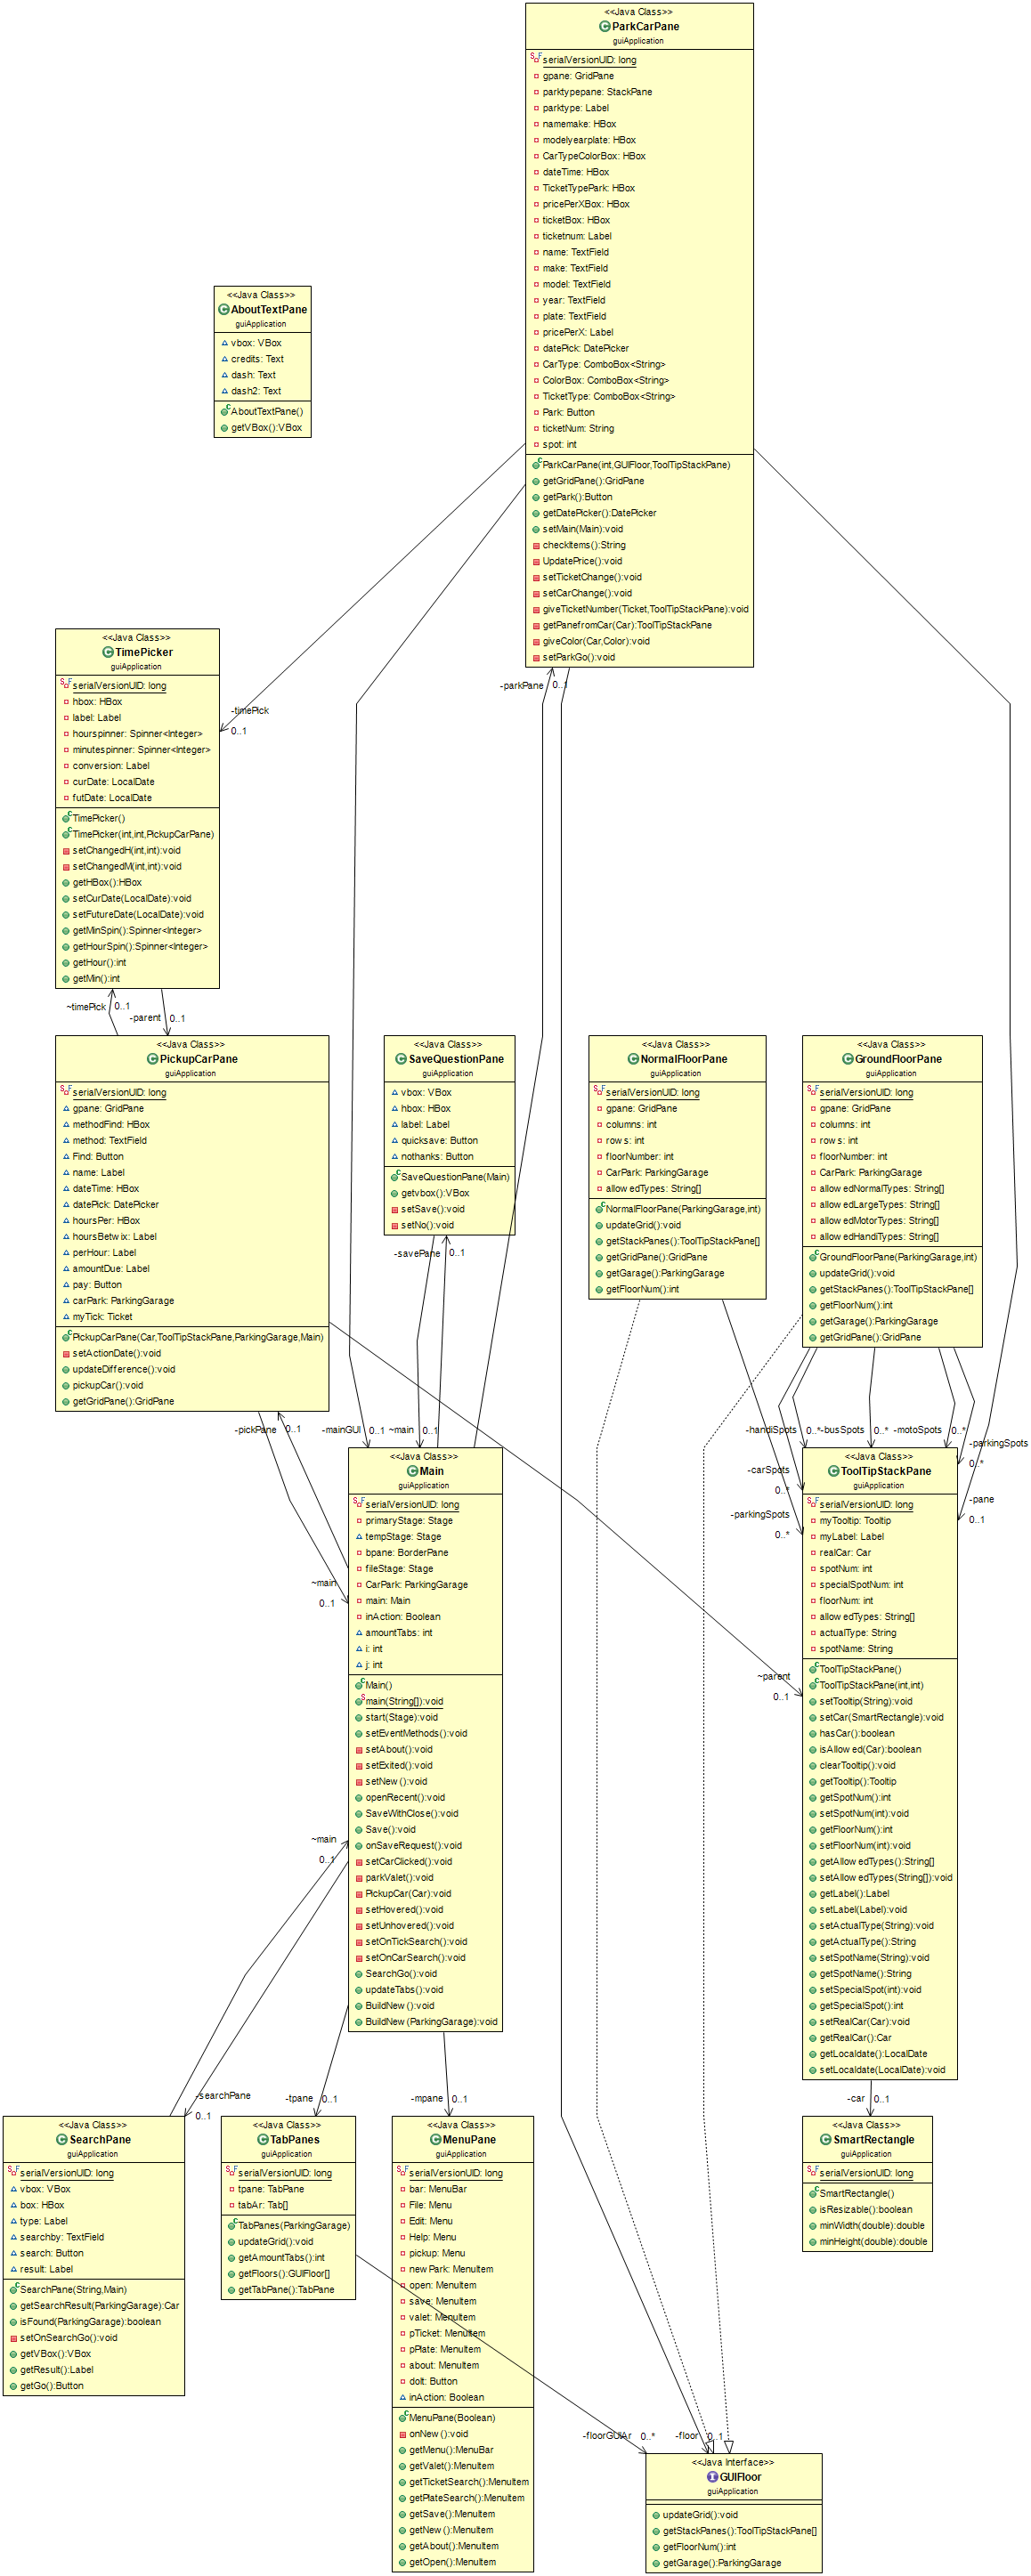 <<Java Class>>
ParkCarPane
guiApplication
serialVersionUID: long
gpane: GridPane
parktypepane: StackPane
parktype: Label
namemake: HBox
modelyearplate: HBox
CarTypeColorBox: HBox
dateTime: HBox
TicketTypePark: HBox
pricePerXBox: HBox
ticketBox: HBox
ticketnum: Label
name: TextField
make: TextField
model: TextField
year: TextField
plate: TextField
pricePerX: Label
datePick: DatePicker
CarType: ComboBox<String>
ColorBox: ComboBox<String>
TicketType: ComboBox<String>
Park: Button
ticketNum: String
spot: int
ParkCarPane(int,GUIFloor,ToolTipStackPane)
getGridPane():GridPane
getPark():Button
getDatePicker():DatePicker
setMain(Main):void
checkItems():String
UpdatePrice():void
setTicketChange():void
setCarChange():void
giveTicketNumber(Ticket,ToolTipStackPane):void
getPanefromCar(Car):ToolTipStackPane
giveColor(Car,Color):void
setParkGo():void
<<Java Class>>
AboutTextPane
guiApplication
vbox: VBox
credits: Text
dash: Text
dash2: Text
AboutTextPane()
getVBox():VBox
<<Java Class>>
TimePicker
guiApplication
serialVersionUID: long
hbox: HBox
label: Label
hourspinner: Spinner<Integer>
minutespinner: Spinner<Integer>
conversion: Label
curDate: LocalDate
futDate: LocalDate
TimePicker()
TimePicker(int,int,PickupCarPane)
setChangedH(int,int):void
setChangedM(int,int):void
getHBox():HBox
setCurDate(LocalDate):void
setFutureDate(LocalDate):void
getMinSpin():Spinner<Integer>
getHourSpin():Spinner<Integer>
getHour():int
getMin():int
-parkPane 0..1
-timePick
0..1
~timePick 0..1
-parent 0..1
<<Java Class>>
PickupCarPane
guiApplication
serialVersionUID: long
gpane: GridPane
methodFind: HBox
method: TextField
Find: Button
name: Label
dateTime: HBox
datePick: DatePicker
hoursPer: HBox
hoursBetwix: Label
perHour: Label
amountDue: Label
pay: Button
carPark: ParkingGarage
myTick: Ticket
PickupCarPane(Car,ToolTipStackPane,ParkingGarage,Main)
setActionDate():void
updateDifference():void
pickupCar():void
getGridPane():GridPane
<<Java Class>>
SaveQuestionPane
guiApplication
vbox: VBox
hbox: HBox
label: Label
quicksave: Button
nothanks: Button
SaveQuestionPane(Main)
getvbox():VBox
setSave():void
setNo():void
-savePane 0..1
<<Java Class>>
NormalFloorPane
guiApplication
serialVersionUID: long
gpane: GridPane
columns: int
rows: int
floorNumber: int
CarPark: ParkingGarage
allowedTypes: String[]
NormalFloorPane(ParkingGarage,int)
updateGrid():void
getStackPanes():ToolTipStackPane[]
getGridPane():GridPane
getGarage():ParkingGarage
getFloorNum():int
<<Java Class>>
GroundFloorPane
guiApplication
serialVersionUID: long
gpane: GridPane
columns: int
rows: int
floorNumber: int
CarPark: ParkingGarage
allowedNormalTypes: String[]
allowedLargeTypes: String[]
allowedMotorTypes: String[]
allowedHandiTypes: String[]
GroundFloorPane(ParkingGarage,int)
updateGrid():void
getStackPanes():ToolTipStackPane[]
getFloorNum():int
getGarage():ParkingGarage
getGridPane():GridPane
-pickPane 0..1
-mainGUI 0..1
~main 0..1
-handiSpots 0..*
-busSpots 0..*
-motoSpots 0..*
-parkingSpots
0..*
-carSpots
0..*
-parkingSpots
0..*
-pane
0..1
~main
0..1
~parent
0..1
<<Java Class>>
Main
guiApplication
serialVersionUID: long
primaryStage: Stage
tempStage: Stage
bpane: BorderPane
fileStage: Stage
CarPark: ParkingGarage
main: Main
inAction: Boolean
amountTabs: int
i: int
j: int
Main()
main(String[]):void
start(Stage):void
setEventMethods():void
setAbout():void
setExited():void
setNew():void
openRecent():void
SaveWithClose():void
Save():void
onSaveRequest():void
setCarClicked():void
parkValet():void
PickupCar(Car):void
setHovered():void
setUnhovered():void
setOnTickSearch():void
setOnCarSearch():void
SearchGo():void
updateTabs():void
BuildNew():void
BuildNew(ParkingGarage):void
<<Java Class>>
ToolTipStackPane
guiApplication
serialVersionUID: long
myTooltip: Tooltip
myLabel: Label
realCar: Car
spotNum: int
specialSpotNum: int
floorNum: int
allowedTypes: String[]
actualType: String
spotName: String
ToolTipStackPane()
ToolTipStackPane(int,int)
setTooltip(String):void
setCar(SmartRectangle):void
hasCar():boolean
isAllowed(Car):boolean
clearTooltip():void
getTooltip():Tooltip
getSpotNum():int
setSpotNum(int):void
getFloorNum():int
setFloorNum(int):void
getAllowedTypes():String[]
setAllowedTypes(String[]):void
getLabel():Label
setLabel(Label):void
setActualType(String):void
getActualType():String
setSpotName(String):void
getSpotName():String
setSpecialSpot(int):void
getSpecialSpot():int
setRealCar(Car):void
getRealCar():Car
getLocaldate():LocalDate
setLocaldate(LocalDate):void
~main
0..1
-searchPane
0..1
-tpane 0..1
-mpane 0..1
-car 0..1
<<Java Class>>
SearchPane
guiApplication
serialVersionUID: long
vbox: VBox
box: HBox
type: Label
searchby: TextField
search: Button
result: Label
SearchPane(String,Main)
getSearchResult(ParkingGarage):Car
isFound(ParkingGarage):boolean
setOnSearchGo():void
getVBox():VBox
getResult():Label
getGo():Button
<<Java Class>>
TabPanes
guiApplication
serialVersionUID: long
tpane: TabPane
tabAr: Tab[]
TabPanes(ParkingGarage)
updateGrid():void
getAmountTabs():int
getFloors():GUIFloor[]
getTabPane():TabPane
<<Java Class>>
MenuPane
guiApplication
serialVersionUID: long
bar: MenuBar
File: Menu
Edit: Menu
Help: Menu
pickup: Menu
newPark: MenuItem
open: MenuItem
save: MenuItem
valet: MenuItem
pTicket: MenuItem
pPlate: MenuItem
about: MenuItem
doIt: Button
inAction: Boolean
MenuPane(Boolean)
onNew():void
getMenu():MenuBar
getValet():MenuItem
getTicketSearch():MenuItem
getPlateSearch():MenuItem
getSave():MenuItem
getNew():MenuItem
getAbout():MenuItem
getOpen():MenuItem
<<Java Class>>
SmartRectangle
guiApplication
serialVersionUID: long
SmartRectangle()
isResizable():boolean
minWidth(double):double
minHeight(double):double
-floorGUIAr 0..*
-floor 0..1
<<Java Interface>>
GUIFloor
guiApplication
updateGrid():void
getStackPanes():ToolTipStackPane[]
getFloorNum():int
getGarage():ParkingGarage